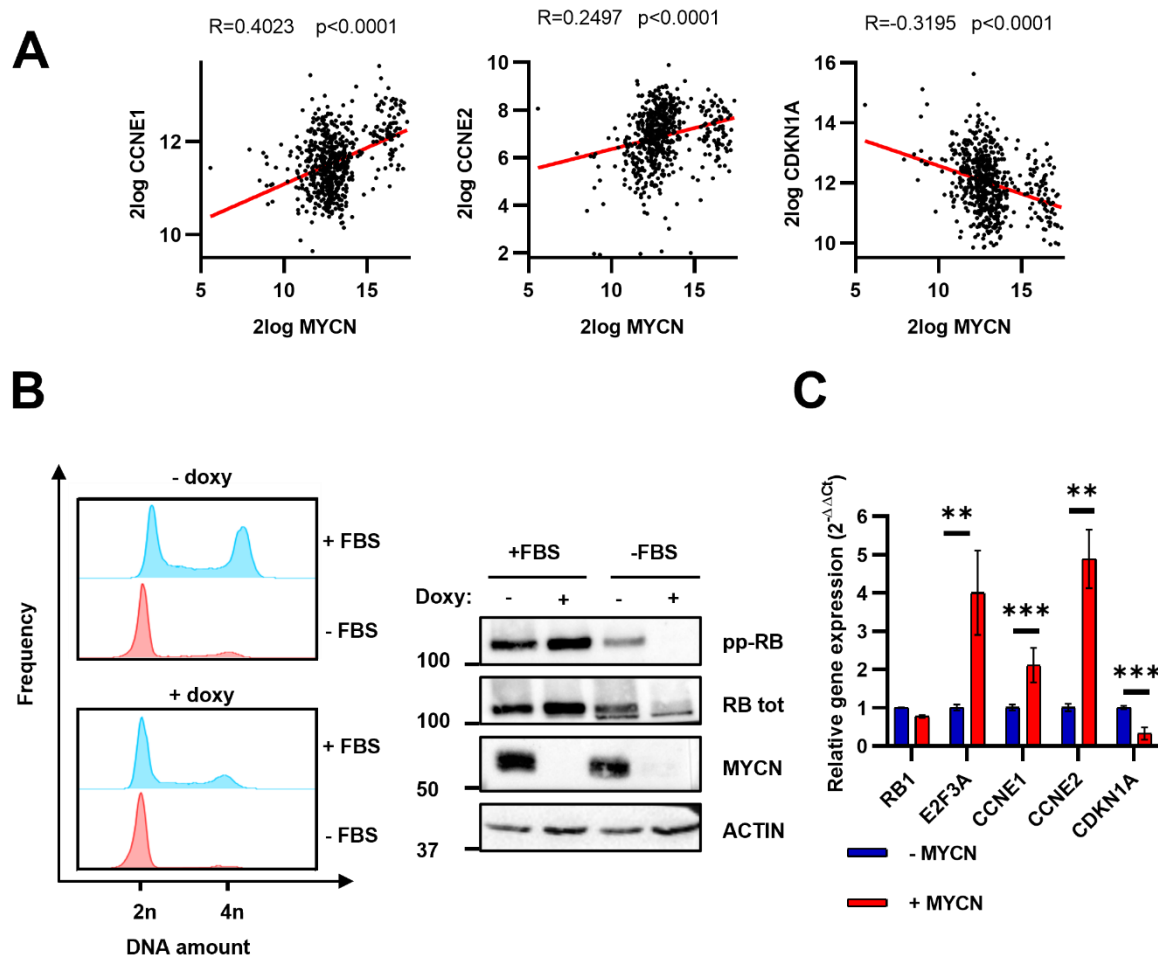 A
R=0.4023 p<0.0001
2log CCNE1
12
10
5 10 15
2log MYCN
R=0.2497 p<0.0001
2log CCNE2
10
8
6
4
2
5 10 15
2log MYCN
R=-0.3195 p<0.0001
2log CDKN1A
16
14
12
10
5 10 15
2log MYCN
B
Frequency
- doxy
+ FBS
- FBS
+ doxy
+ FBS
- FBS
2n 4n
DNA amount
+FBS -FBS
Doxy: - + - +
100 pp-RB
100 RB tot
50 MYCN
37 ACTIN
C
Relative gene expression (2^-ΔΔCt)
6
5
4
3
2
1
0
**
***
**
***
RB1
E2F3A
CCNE1
CCNE2
CDKN1A
- MYCN
+ MYCN